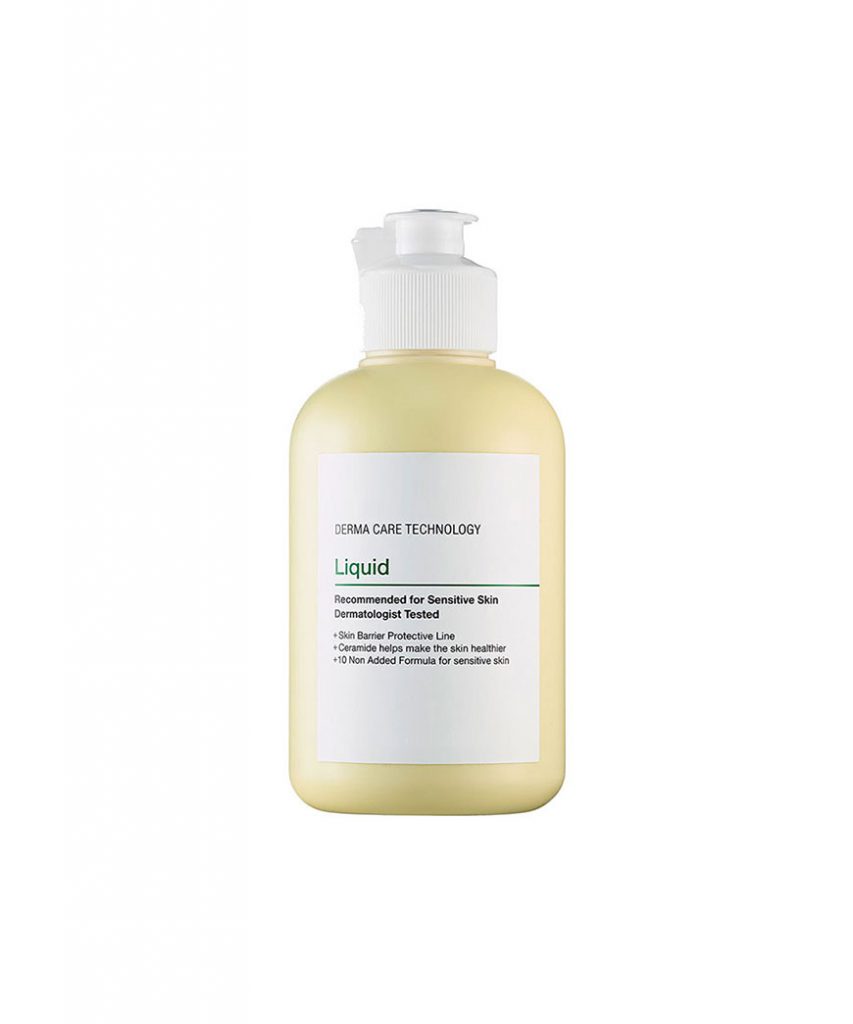 DERMA CARE TECHNOLOGY
Liquid
Recommended for Sensitive Skin
Dermatologist Tested
+Skin Barrier Protective Line
+Ceramide helps make the skin healthier
+10 Non Added Formula for sensitive skin